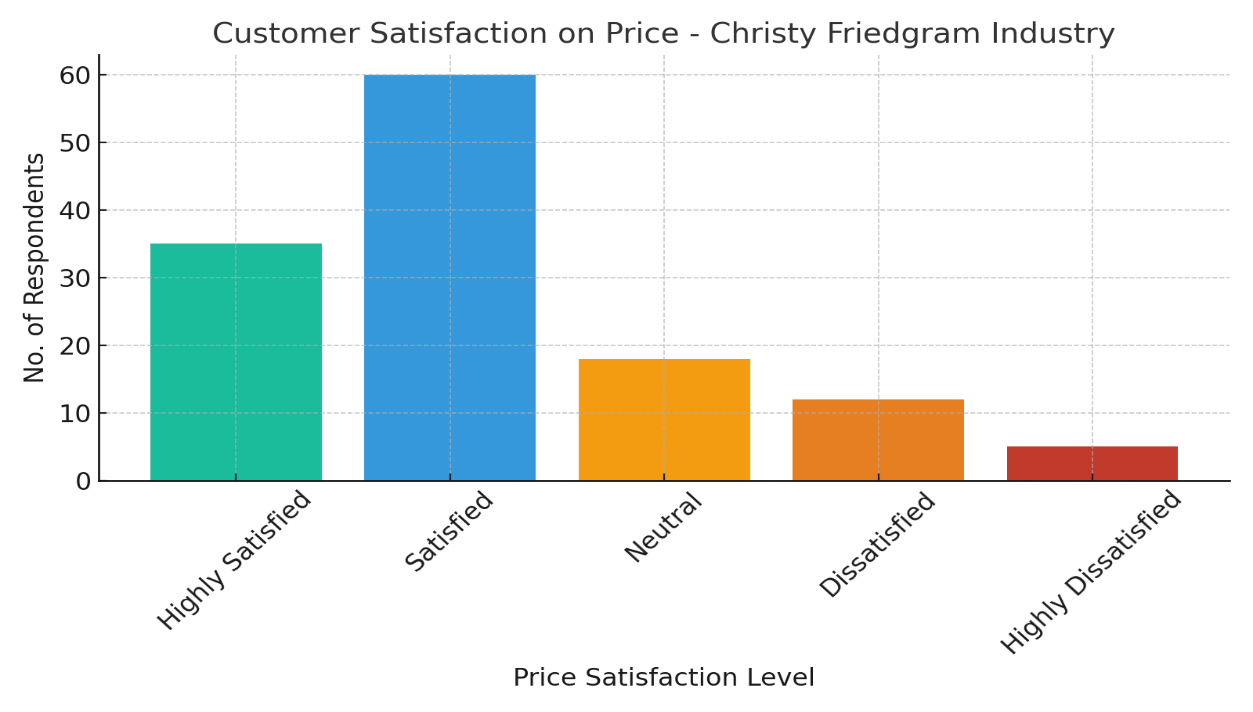 Customer Satisfaction on Price - Christy Friedgram Industry
No. of Respondents
60
50
40
30
20
10
0
Highly Satisfied
Satisfied
Neutral
Dissatisfied
Highly Dissatisfied
Price Satisfaction Level